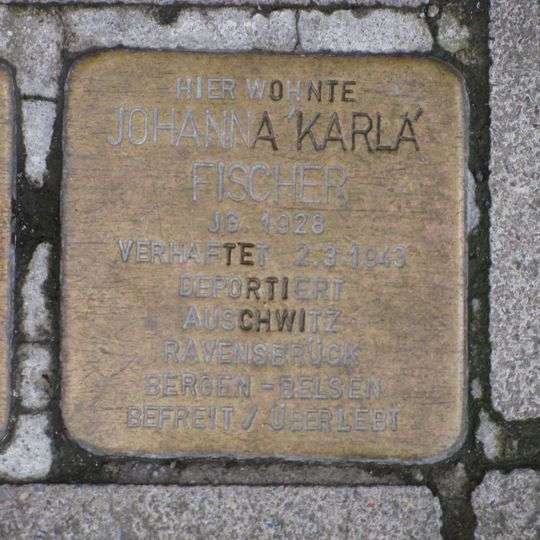 HIER WOHNTE
JOHANNA 'KARLA'
FISCHER
JG. 1928
VERHAFTET 2.3.1943
DEPORTIERT
AUSCHWITZ
RAVENSBRÜCK
BERGEN-BELSEN
BEFREIT / ÜBERLEBT